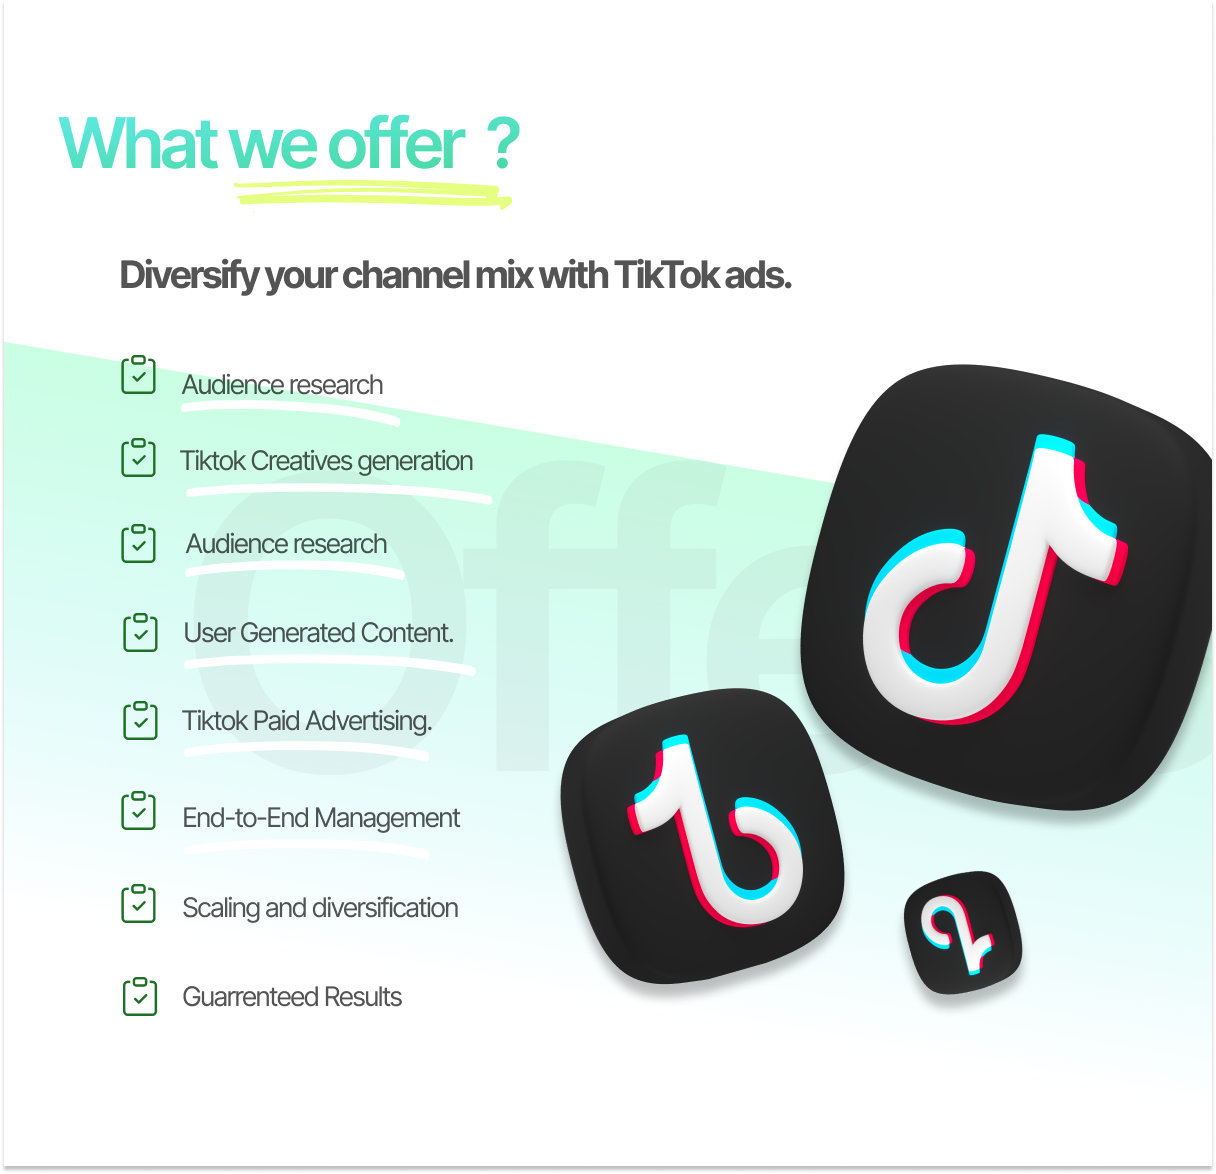 What we offer ?
Diversify your channel mix with TikTok ads.
Audience research
Tiktok Creatives generation
Audience research
User Generated Content.
Tiktok Paid Advertising.
End-to-End Management
Scaling and diversification
Guarrenteed Results
Offe